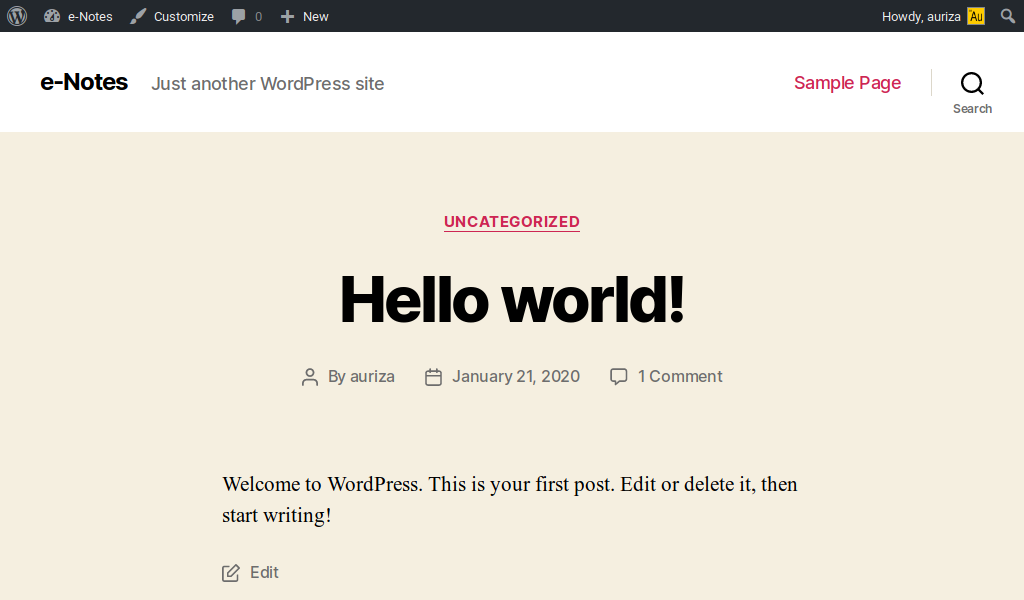 e-Notes Customize 0 New Howdy, auriza Au
e-Notes Just another WordPress site Sample Page
Search
UNCATEGORIZED
Hello world!
By auriza January 21, 2020 1 Comment
Welcome to WordPress. This is your first post. Edit or delete it, then
start writing!
Edit